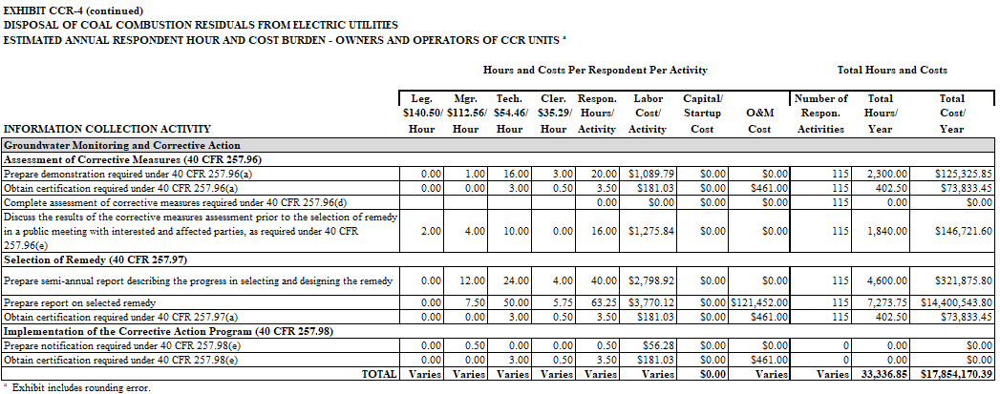 EXHIBIT CCR-4 (continued)
DISPOSAL OF COAL COMBUSTION RESIDUALS FROM ELECTRIC UTILITIES
ESTIMATED ANNUAL RESPONDENT HOUR AND COST BURDEN - OWNERS AND OPERATORS OF CCR UNITS ª
Hours and Costs Per Respondent Per Activity Total Hours and Costs
Leg. Mgr. Tech. Cler. Respon. Labor Capital/ Number of Total Total
$140.50/ $112.56/ $54.46/ $35.29/ Hours/ Cost/ Startup O&M Respon. Hours/ Cost/
INFORMATION COLLECTION ACTIVITY Hour Hour Hour Hour Activity Activity Cost Cost Activities Year Year
Groundwater Monitoring and Corrective Action
Assessment of Corrective Measures (40 CFR 257.96)
Prepare demonstration required under 40 CFR 257.96(a) 0.00 1.00 16.00 3.00 20.00 $1,089.79 $0.00 $0.00 115 2,300.00 $125,325.85
Obtain certification required under 40 CFR 257.96(a) 0.00 0.00 3.00 0.50 3.50 $181.03 $0.00 $461.00 115 402.50 $73,833.45
Complete assessment of corrective measures required under 40 CFR 257.96(d) 0.00 $0.00 $0.00 $0.00 115 0.00 $0.00
Discuss the results of the corrective measures assessment prior to the selection of remedy
in a public meeting with interested and affected parties, as required under 40 CFR 2.00 4.00 10.00 0.00 16.00 $1,275.84 $0.00 $0.00 115 1,840.00 $146,721.60
257.96(e)
Selection of Remedy (40 CFR 257.97)
Prepare semi-annual report describing the progress in selecting and designing the remedy 0.00 12.00 24.00 4.00 40.00 $2,798.92 $0.00 $0.00 115 4,600.00 $321,875.80
Prepare report on selected remedy 0.00 7.50 50.00 5.75 63.25 $3,770.12 $0.00 $121,452.00 115 7,273.75 $14,400,543.80
Obtain certification required under 40 CFR 257.97(a) 0.00 0.00 3.00 0.50 3.50 $181.03 $0.00 $461.00 115 402.50 $73,833.45
Implementation of the Corrective Action Program (40 CFR 257.98)
Prepare notification required under 40 CFR 257.98(e) 0.00 0.50 0.00 0.00 0.50 $56.28 $0.00 $0.00 0 0.00 $0.00
Obtain certification required under 40 CFR 257.98(e) 0.00 0.00 3.00 0.50 3.50 $181.03 $0.00 $461.00 0 0.00 $0.00
TOTAL Varies Varies Varies Varies Varies Varies $0.00 Varies Varies 33,336.85 $17,854,170.39
ª Exhibit includes rounding error.